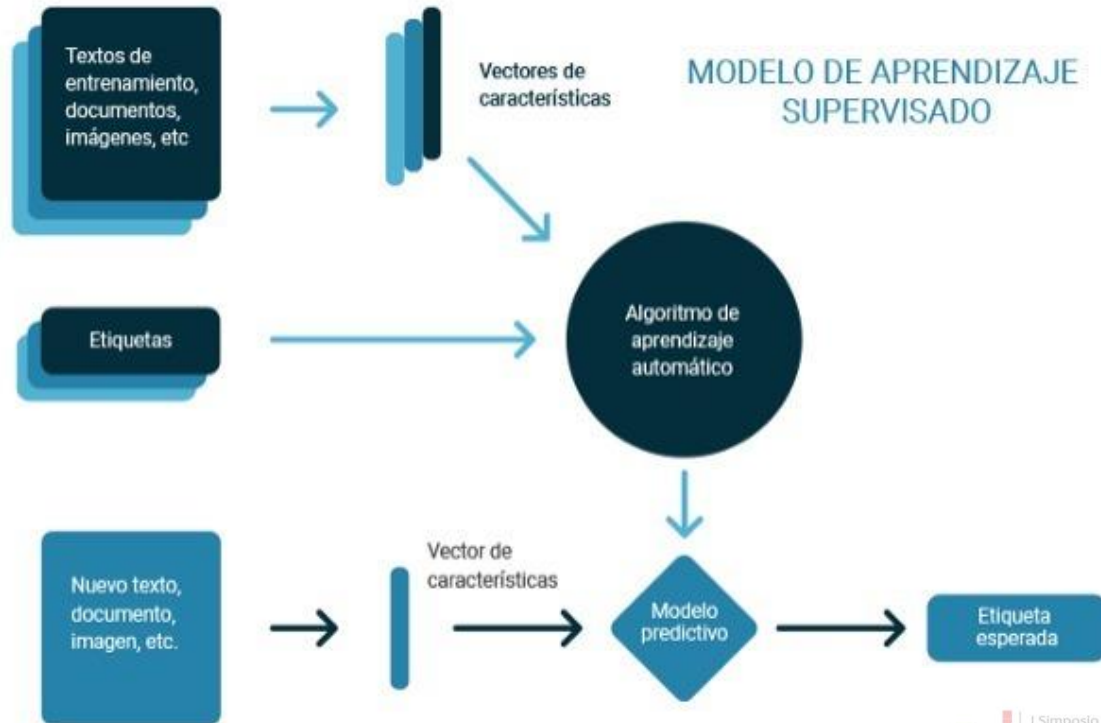 Textos de
entrenamiento,
documentos,
imágenes, etc
Vectores de
características
MODELO DE APRENDIZAJE
SUPERVISADO
Etiquetas
Algoritmo de
aprendizaje
automático
Nuevo texto,
documento,
imagen, etc.
Vector de
características
Modelo
predictivo
Etiqueta
esperada
I Simposio